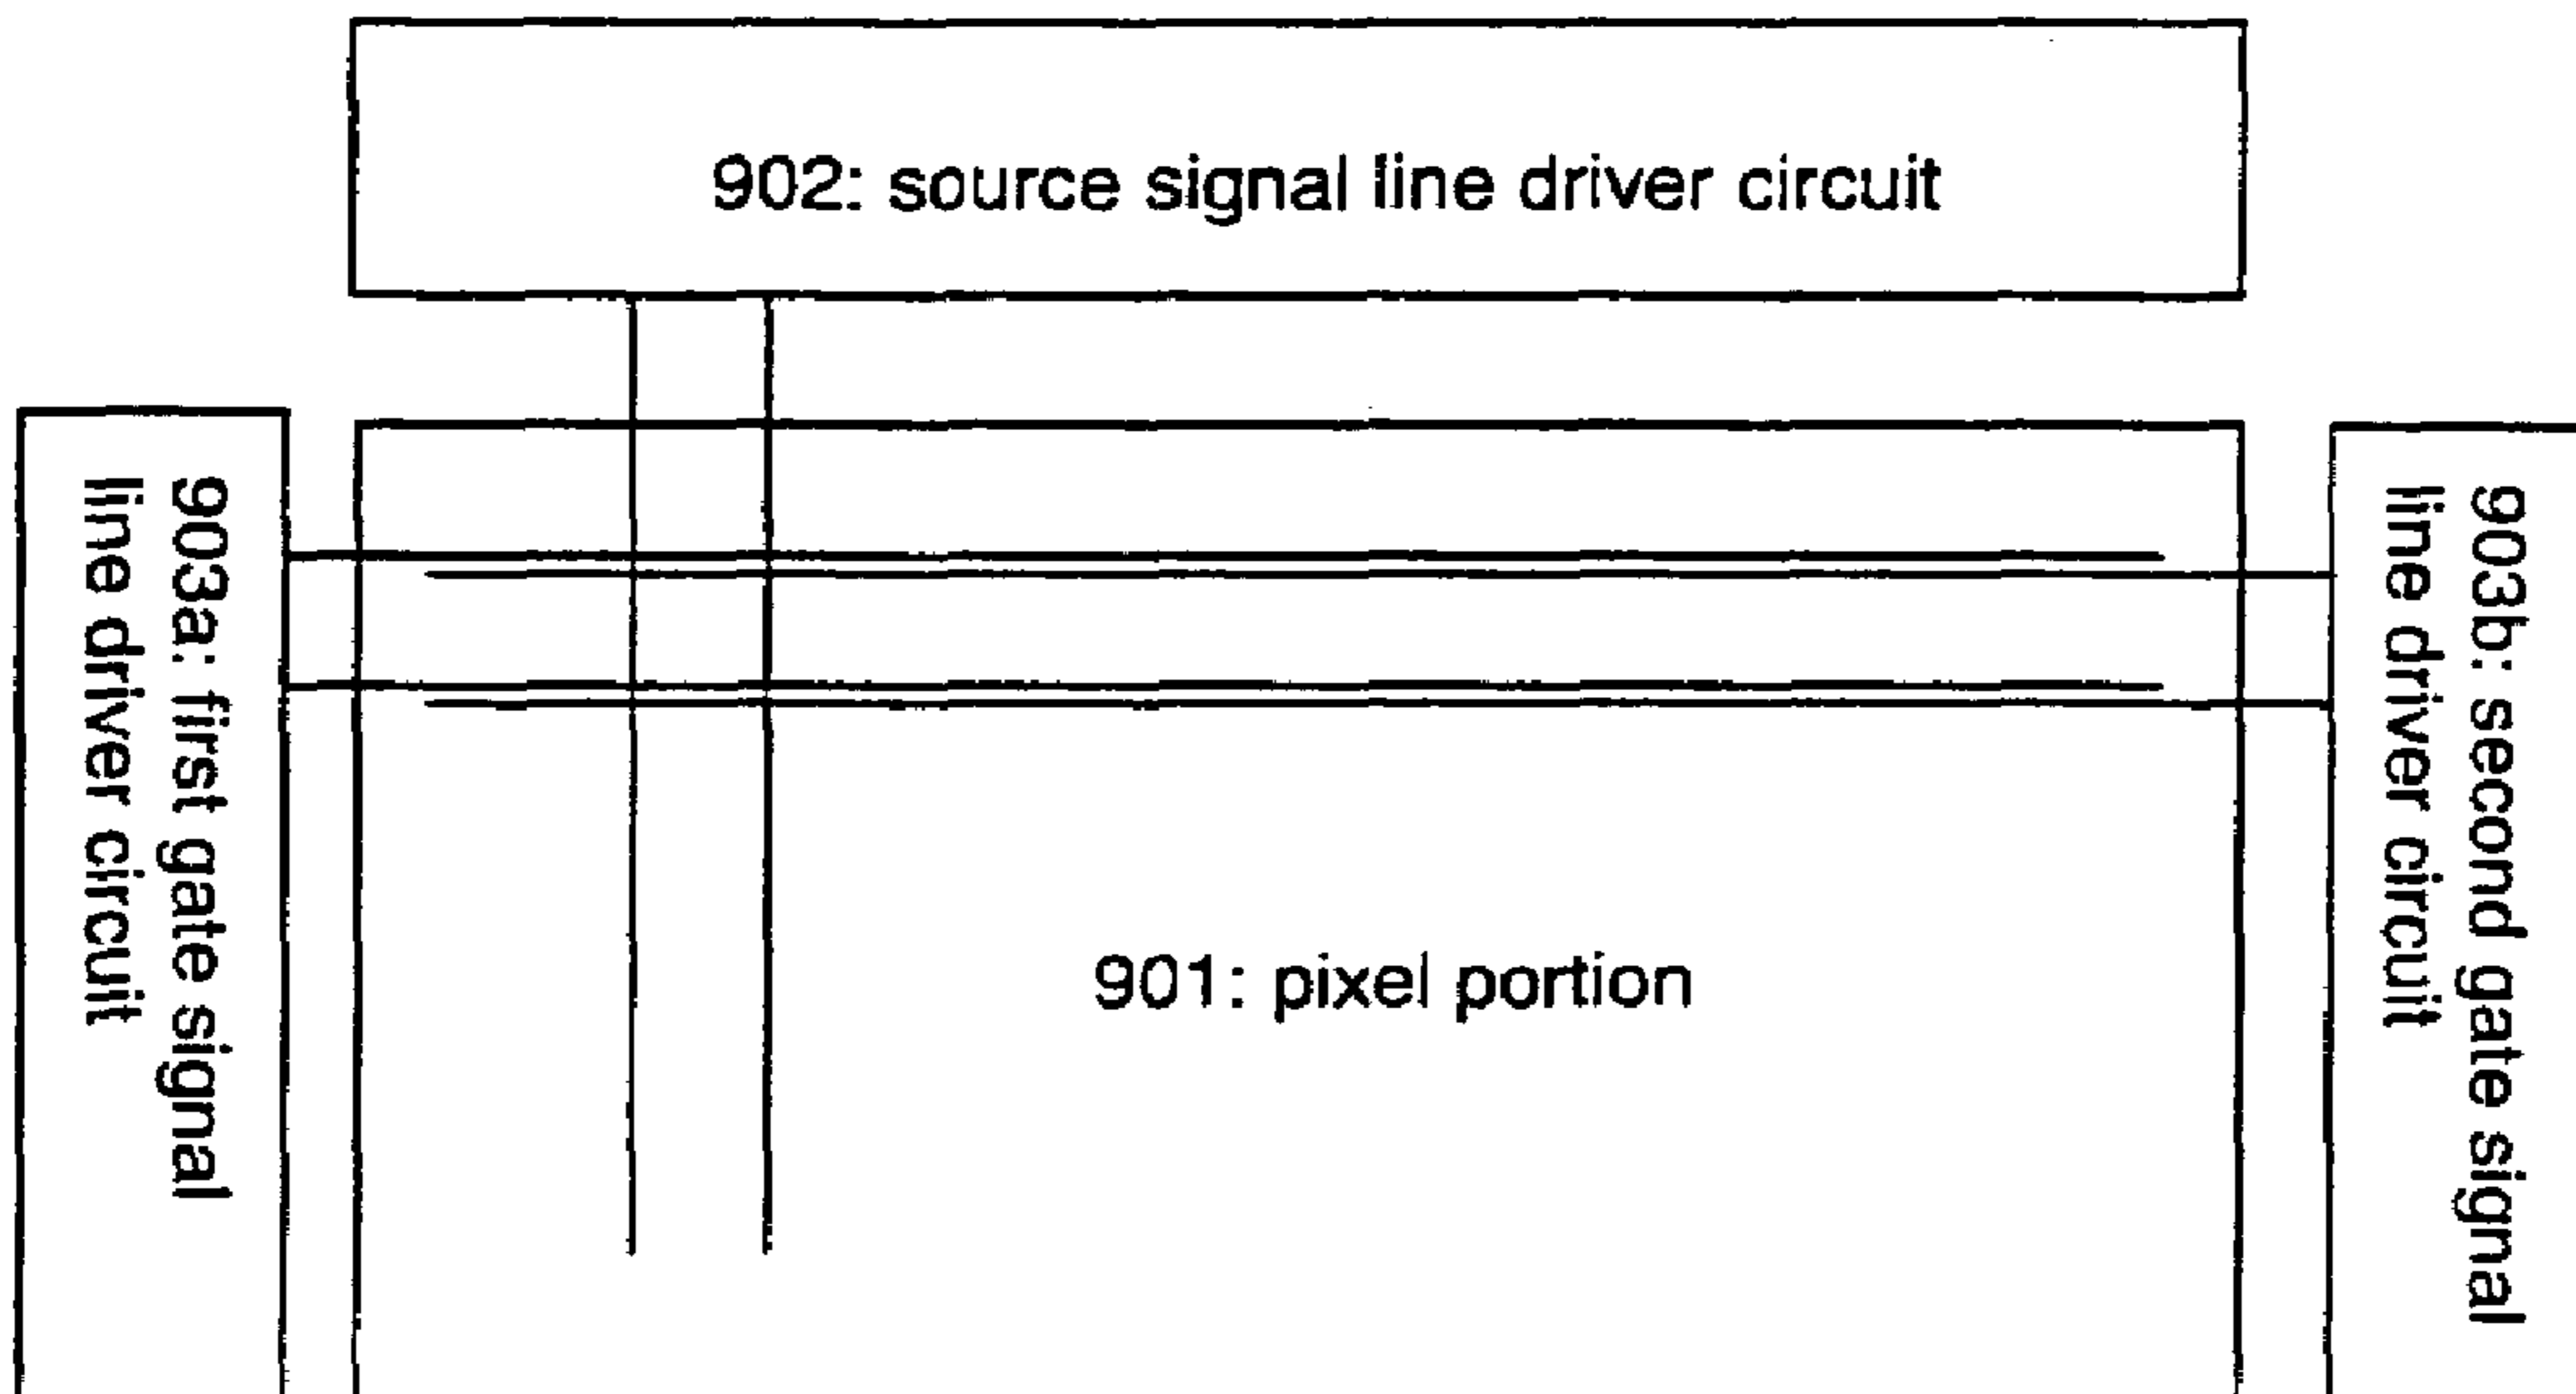 902: source signal line driver circuit
903a: first gate signal
line driver circuit
901: pixel portion
903b: second gate signal
line driver circuit